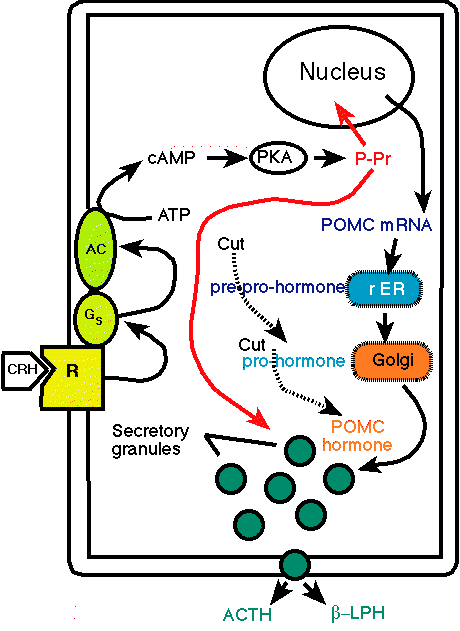 Nucleus
cAMP
PKA
P-Pr
ATP
POMC mRNA
AC
Cut
pre-pro-hormone
r ER
Gs
Cut
pro-hormone
Golgi
CRH
R
POMC
hormone
Secretory
granules
ACTH
β–LPH